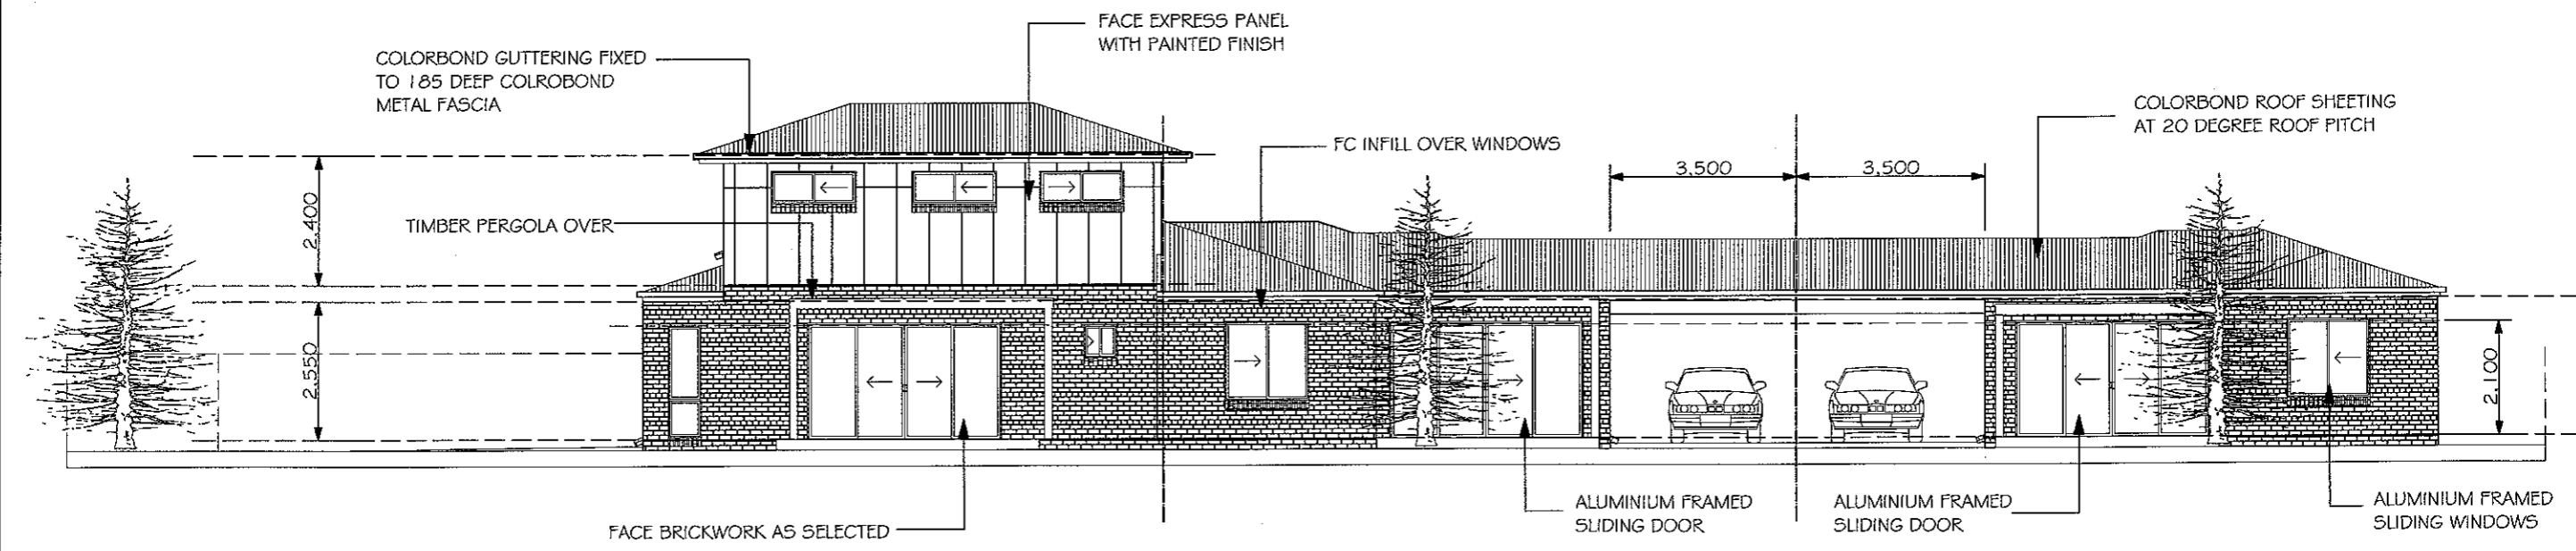 FACE EXPRESS PANEL
WITH PAINTED FINISH
COLORBOND GUTTERING FIXED
TO 185 DEEP COLROBOND
METAL FASCIA
COLORBOND ROOF SHEETING
AT 20 DEGREE ROOF PITCH
FC INFILL OVER WINDOWS
3,500
3,500
2,400
TIMBER PERGOLA OVER
2,550
2,100
ALUMINIUM FRAMED
SLIDING DOOR
ALUMINIUM FRAMED
SLIDING DOOR
ALUMINIUM FRAMED
SLIDING WINDOWS
FACE BRICKWORK AS SELECTED